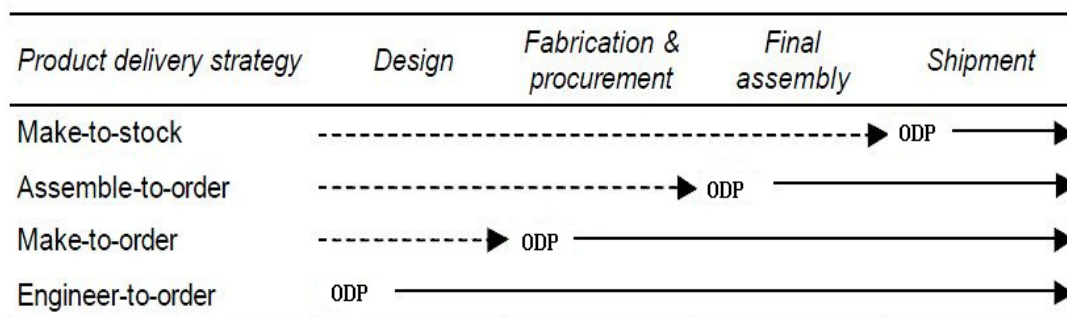 Product delivery strategy Design Fabrication & procurement Final assembly Shipment
Make-to-stock ODP
Assemble-to-order ODP
Make-to-order ODP
Engineer-to-order ODP